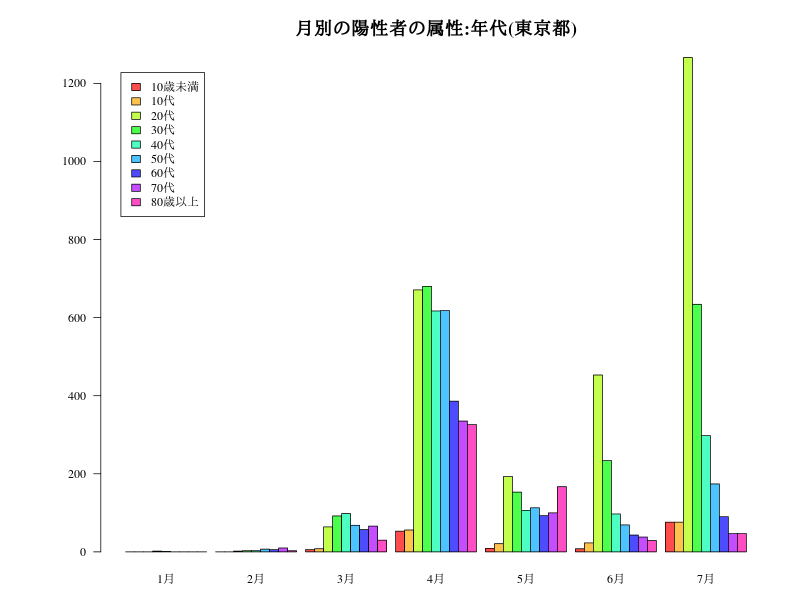 月別の陽性者の属性:年代(東京都)
1200
1000
800
600
400
200
0
10歳未満
10代
20代
30代
40代
50代
60代
70代
80歳以上
1月 2月 3月 4月 5月 6月 7月